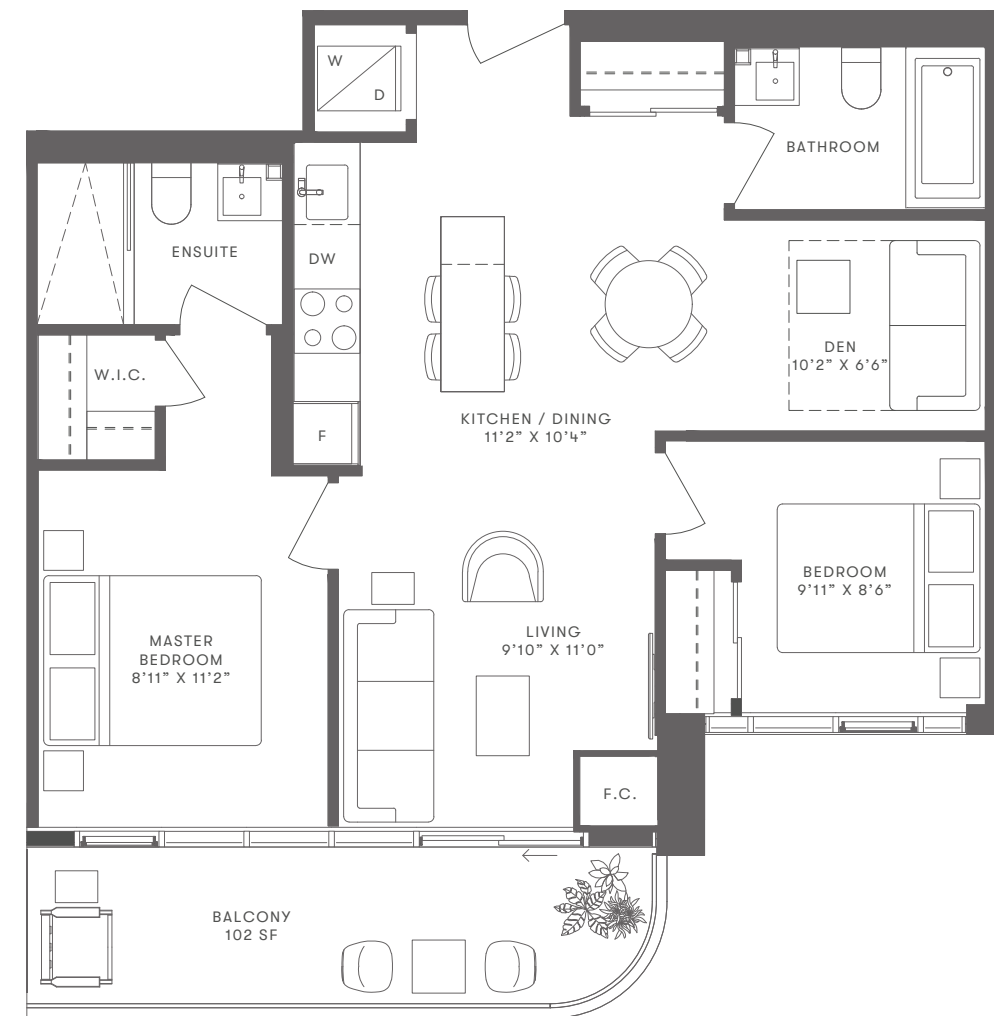 W
D
BATHROOM
ENSUITE
DW
W.I.C.
DEN
10’2” X 6’6”
KITCHEN / DINING
11’2” X 10’4”
F
BEDROOM
9’11” X 8’6”
LIVING
9’10” X 11’0”
MASTER
BEDROOM
8’11” X 11’2”
F.C.
BALCONY
102 SF